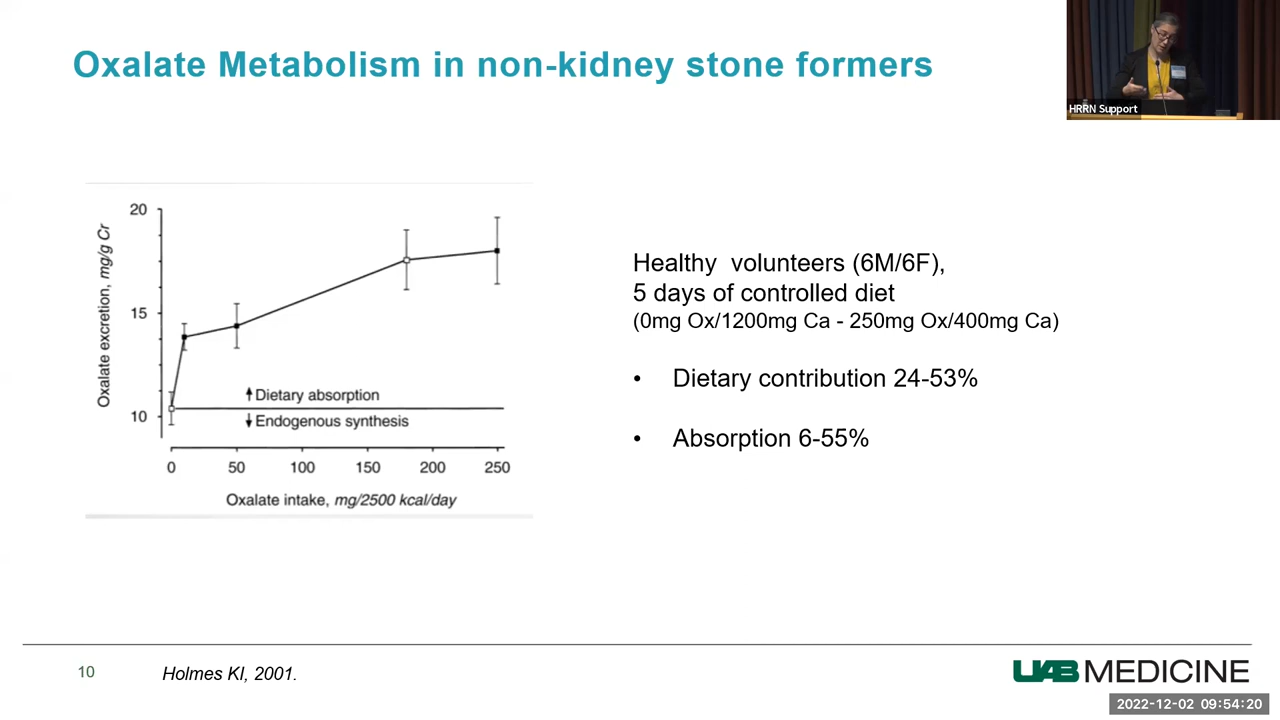 Oxalate Metabolism in non-kidney stone formers
HRRN Support
20
15
10
Oxalate excretion, mg/g Cr
Dietary absorption
Endogenous synthesis
0 50 100 150 200 250
Oxalate intake, mg/2500 kcal/day
Healthy volunteers (6M/6F),
5 days of controlled diet
(0mg Ox/1200mg Ca - 250mg Ox/400mg Ca)
• Dietary contribution 24-53%
• Absorption 6-55%
10
Holmes KI, 2001.
UAB MEDICINE
2022-12-02 09:54:20